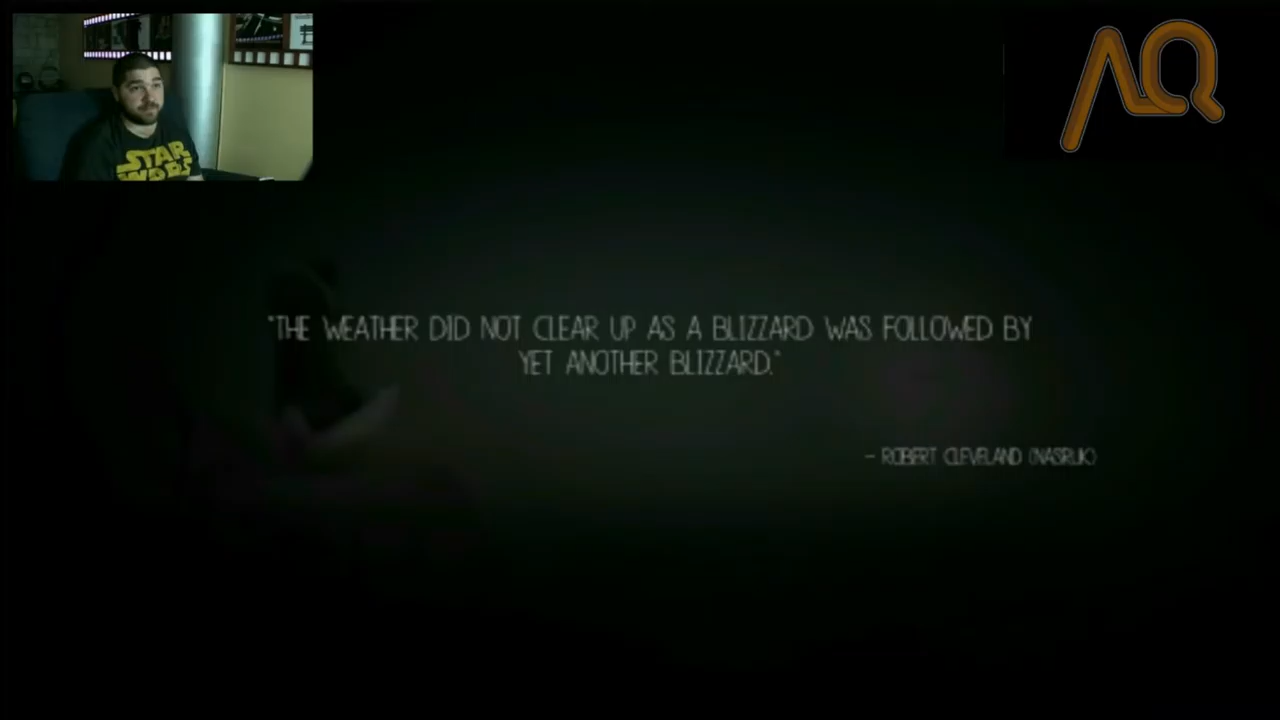 STAR
WARS
AQ
"THE WEATHER DID NOT CLEAR UP AS A BLIZZARD WAS FOLLOWED BY
YET ANOTHER BLIZZARD."
- ROBERT CLEVELAND (NASRUK)